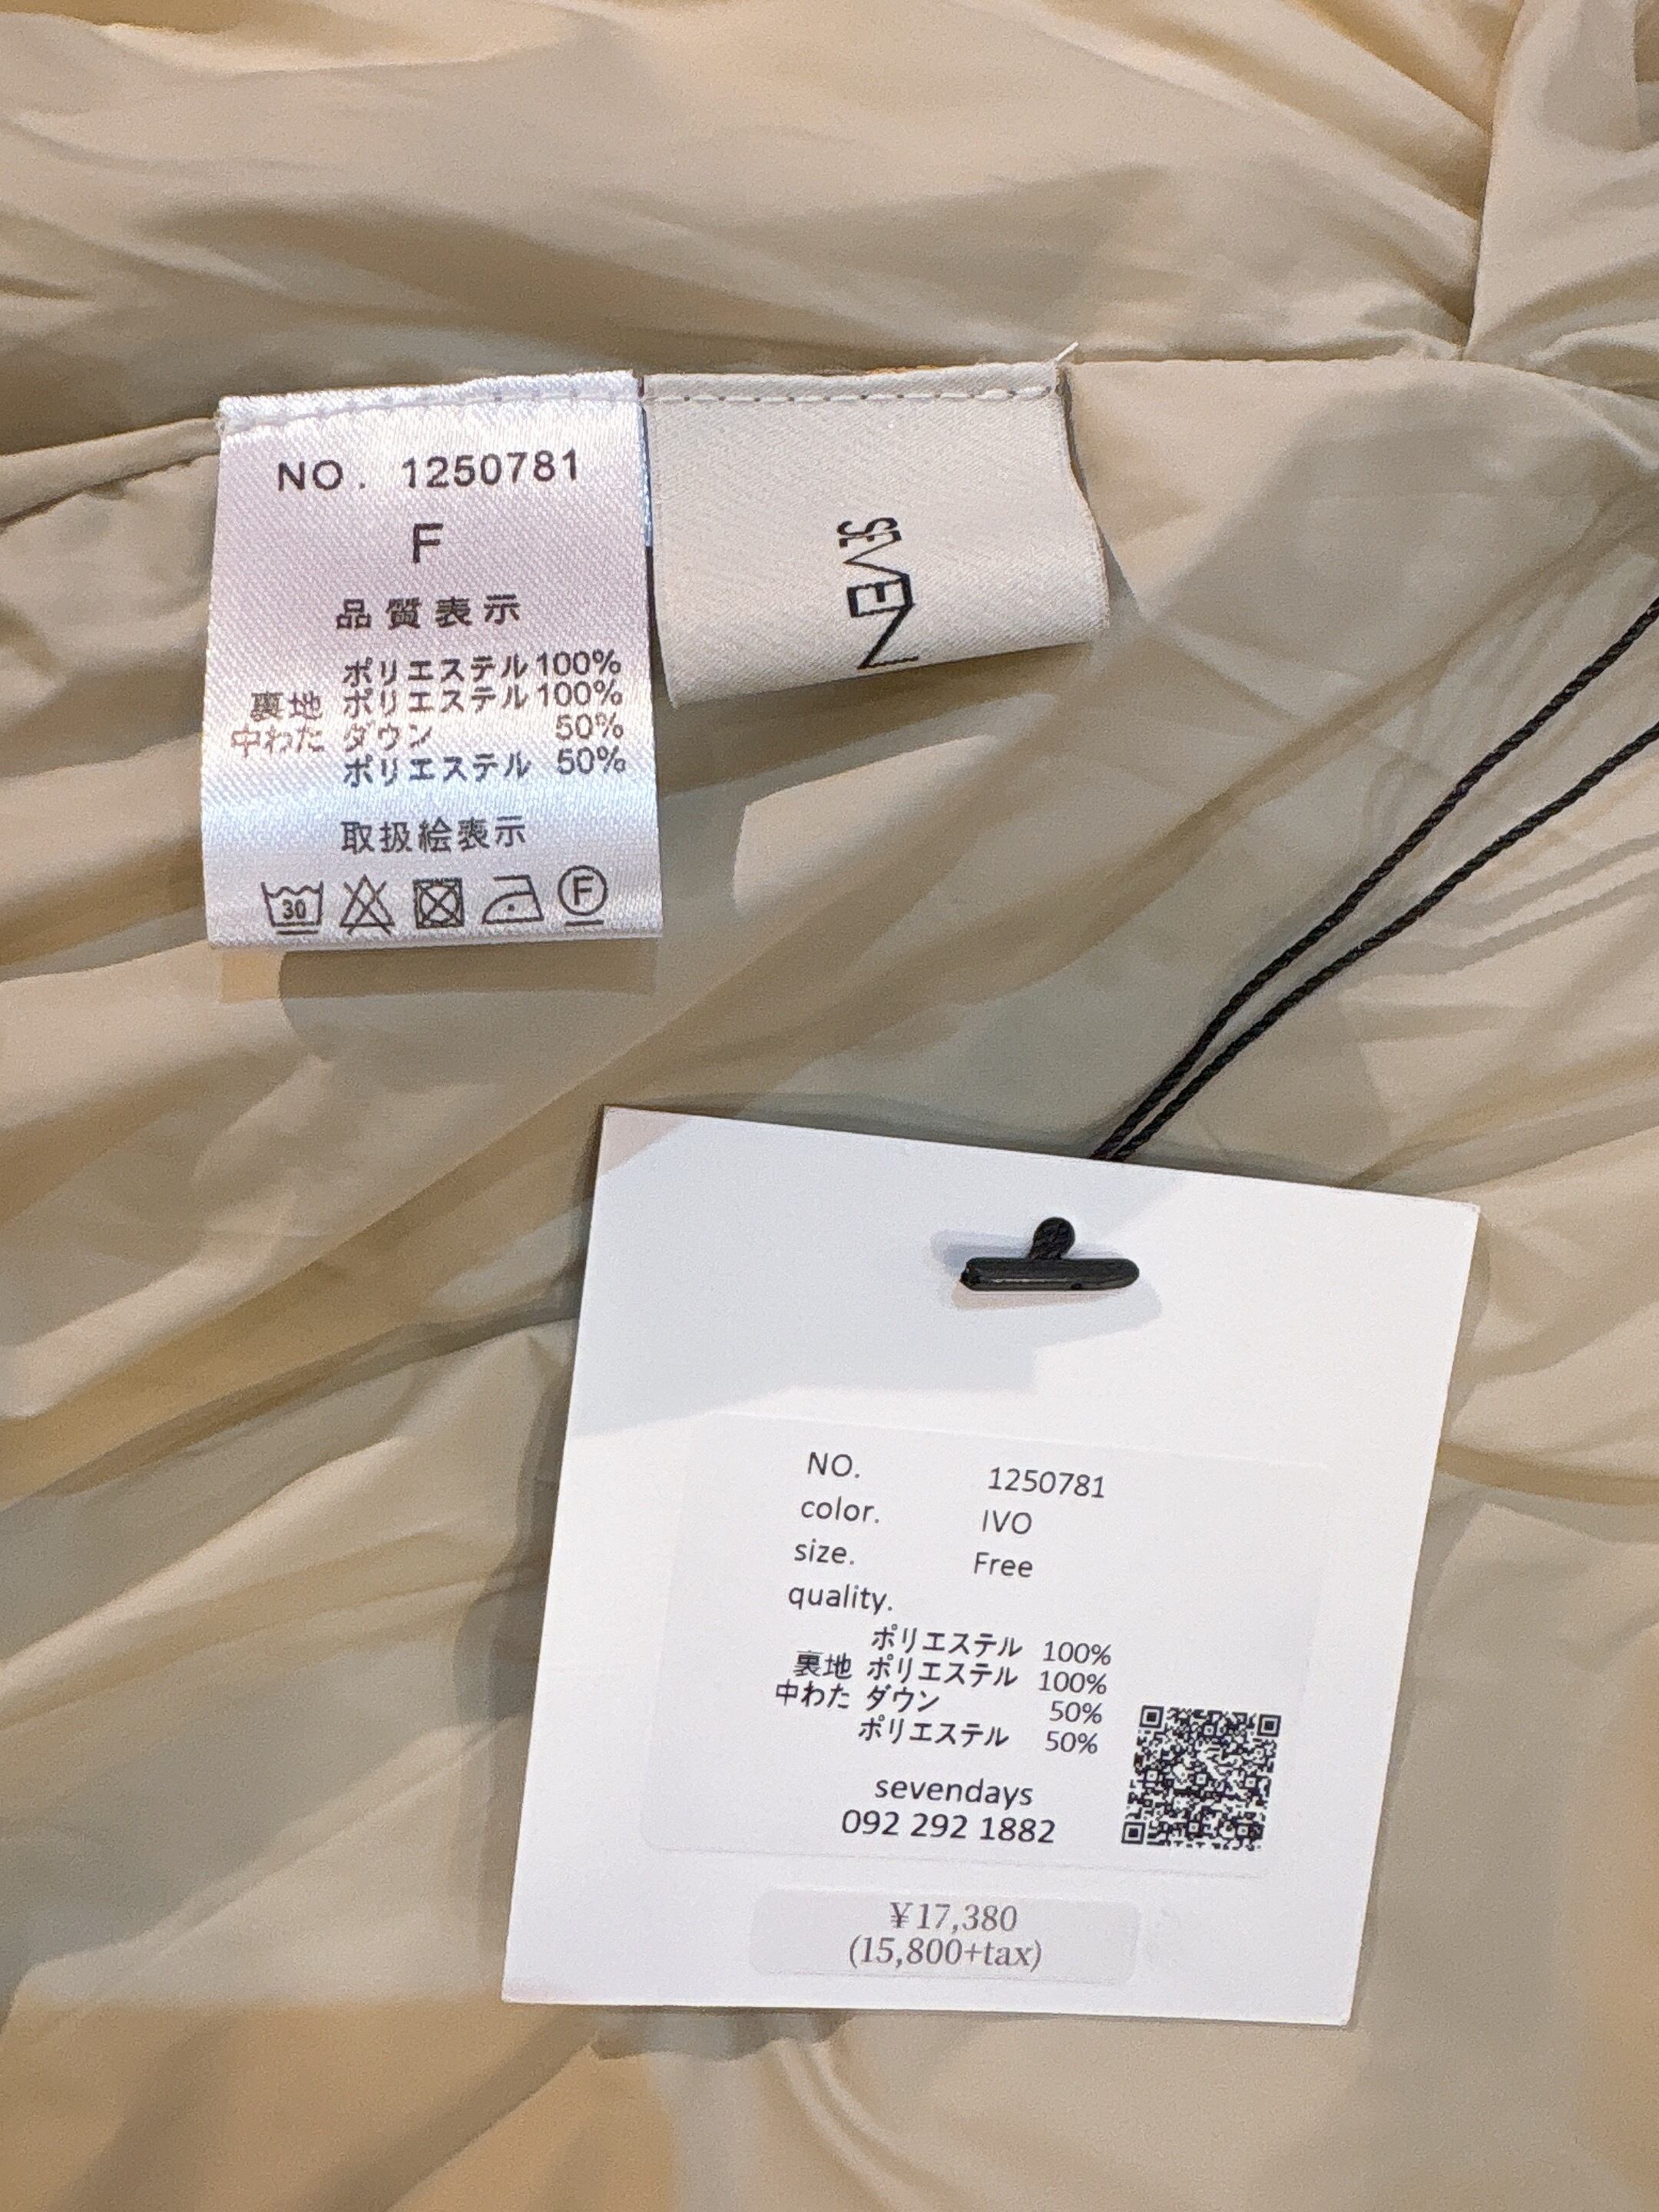 NO. 1250781
F
品質表示
ポリエステル100%
裏地 ポリエステル100%
中わた ダウン 50%
ポリエステル 50%
取扱絵表示
30
F
SEVEN
NO. 1250781
color. IVO
size. Free
quality.
ポリエステル 100%
裏地 ポリエステル 100%
中わた ダウン 50%
ポリエステル 50%
sevendays
092 292 1882
¥17,380
(15,800+tax)